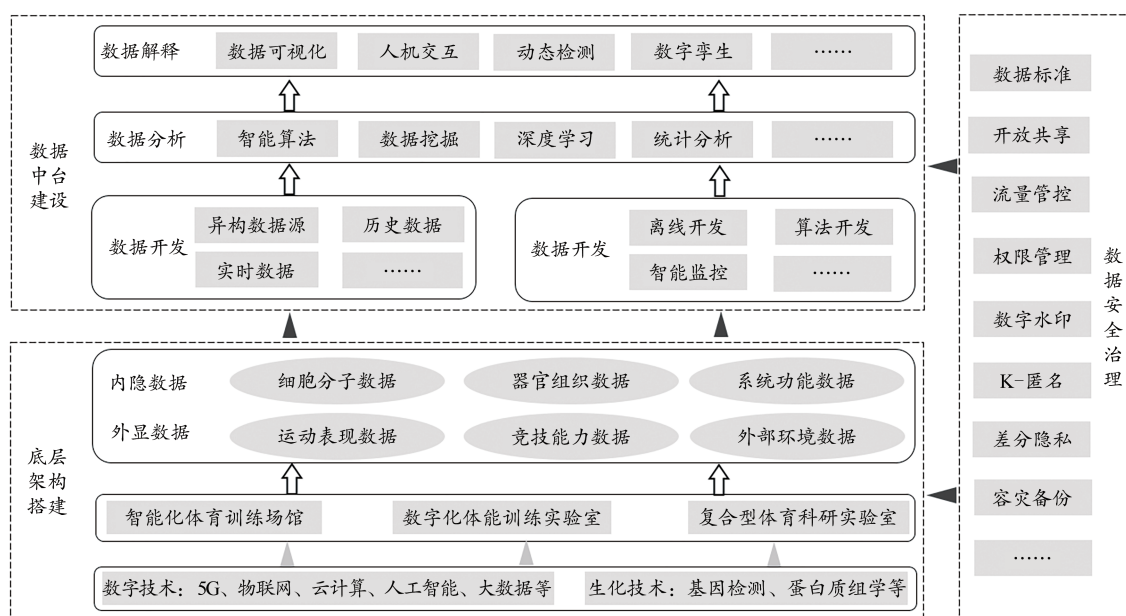 数据解释 数据可视化 人机交互 动态检测 数字孪生 ……
数据分析 智能算法 数据挖掘 深度学习 统计分析 ……
数据
中台
建设
数据开发
异构数据源 历史数据
实时数据 ……
数据开发
离线开发 算法开发
智能监控 ……
内隐数据 细胞分子数据 器官组织数据 系统功能数据
外显数据 运动表现数据 竞技能力数据 外部环境数据
底层
架构
搭建
智能化体育训练场馆 数字化体能训练实验室 复合型体育科研实验室
数字技术：5G、物联网、云计算、人工智能、大数据等 生化技术：基因检测、蛋白质组学等
数据标准
开放共享
流量管控
权限管理
数字水印
K-匿名
差分隐私
容灾备份
……
数据安全治理